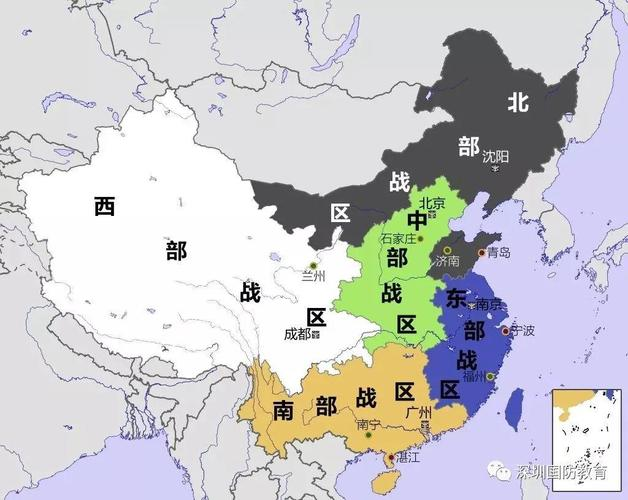 北部战区
沈阳
西部战区
兰州
成都
中部战区
北京
石家庄
济南
青岛
东部战区
南京
宁波
福州
南部战区
广州
南宁
湛江
深圳国防教育